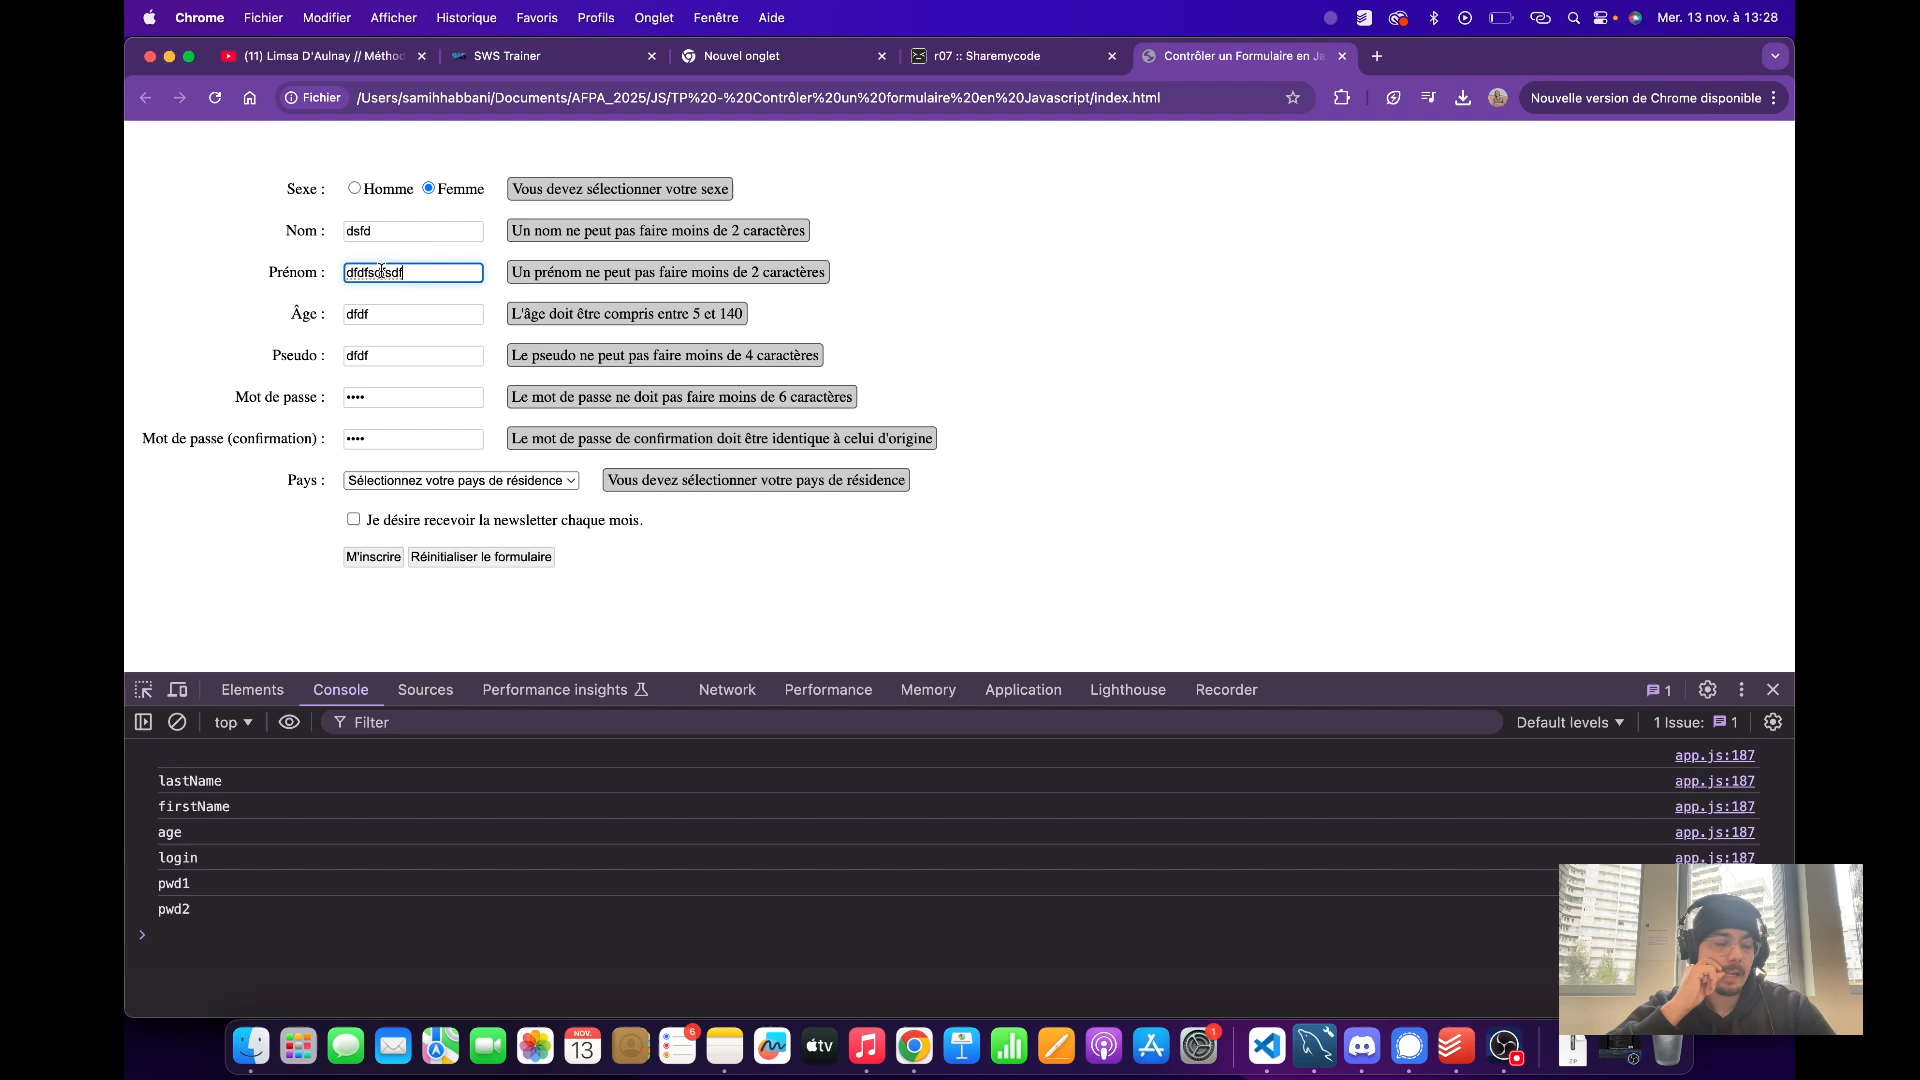 Chrome Fichier Modifier Afficher Historique Favoris Profils Onglet Fenêtre Aide Mer. 13 nov. à 13:28
(11) Limsa D'Aulnay // Méthod SWS Trainer Nouvel onglet r07 :: Sharemycode Contrôler un Formulaire en Ja
Fichier /Users/samihhabbani/Documents/AFPA_2025/JS/TP%20-%20Contrôler%20un%20formulaire%20en%20Javascript/index.html Nouvelle version de Chrome disponible
Sexe : Homme Femme Vous devez sélectionner votre sexe
Nom : dsfd Un nom ne peut pas faire moins de 2 caractères
Prénom : Un prénom ne peut pas faire moins de 2 caractères
Âge : dfdf L'âge doit être compris entre 5 et 140
Pseudo : dfdf Le pseudo ne peut pas faire moins de 4 caractères
Mot de passe : •••• Le mot de passe ne doit pas faire moins de 6 caractères
Mot de passe (confirmation) : •••• Le mot de passe de confirmation doit être identique à celui d'origine
Pays : Sélectionnez votre pays de résidence Vous devez sélectionner votre pays de résidence
Je désire recevoir la newsletter chaque mois.
M'inscrire Réinitialiser le formulaire
Elements Console Sources Performance insights Network Performance Memory Application Lighthouse Recorder 1
top Filter Default levels 1 Issue: 1
app.js:187
lastName app.js:187
firstName app.js:187
age app.js:187
login app.js:187
pwd1
pwd2
NOV. 13 6 tv 1
ZIP